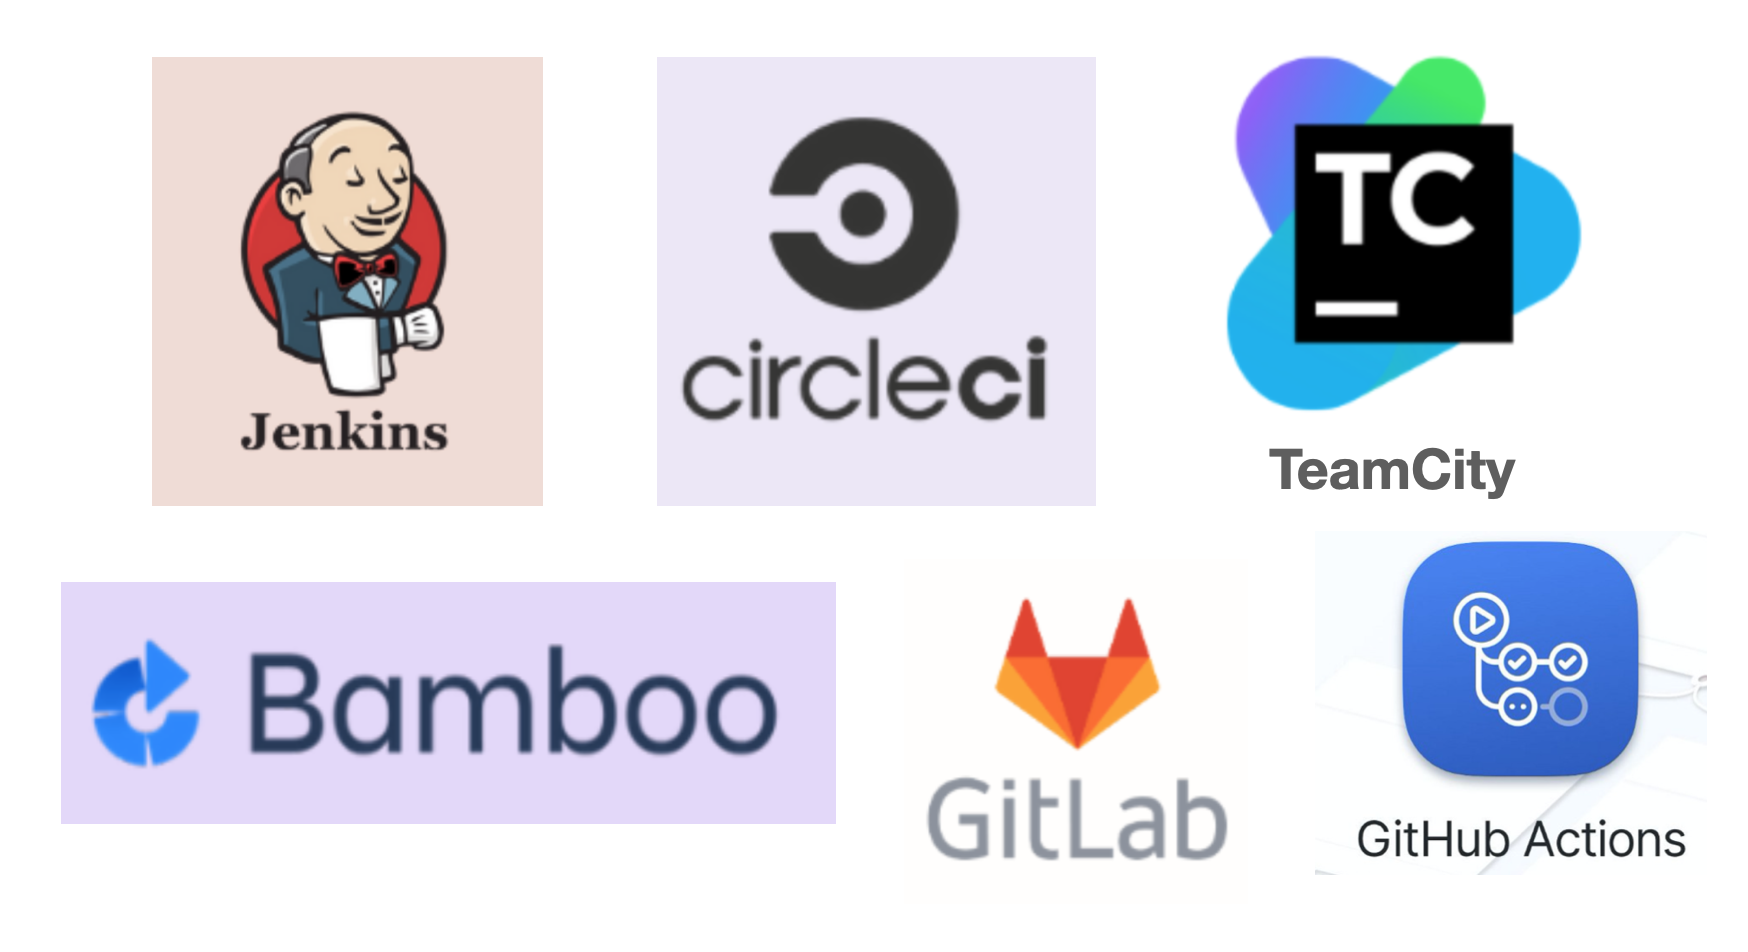 Jenkins
circleci
TC
TeamCity
Bamboo
GitLab
GitHub Actions